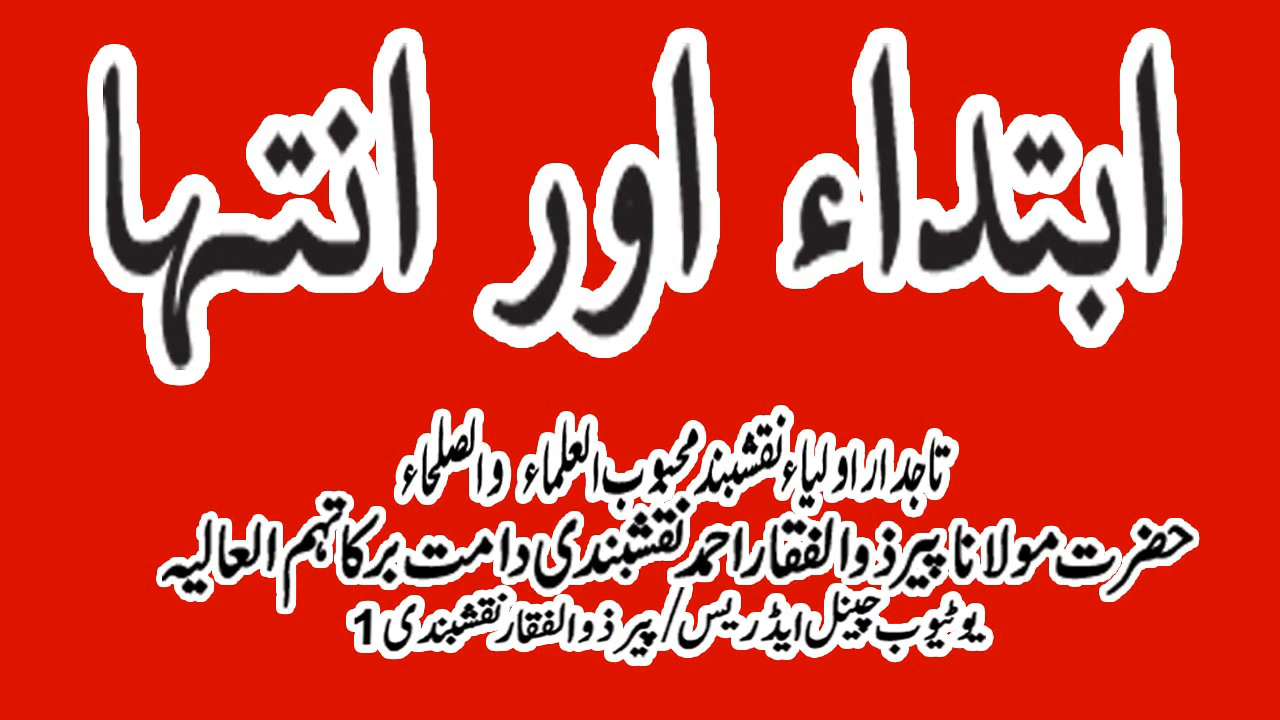 ابتداء اور انتہا
تاجدار اولیاء نقشبند محبوب العلماء والصلحاء
حضرت مولانا پیر ذوالفقار احمد نقشبندی دامت برکاتہم العالیہ
یوٹیوب چینل ایڈریس/ پیر ذوالفقار نقشبندی 1